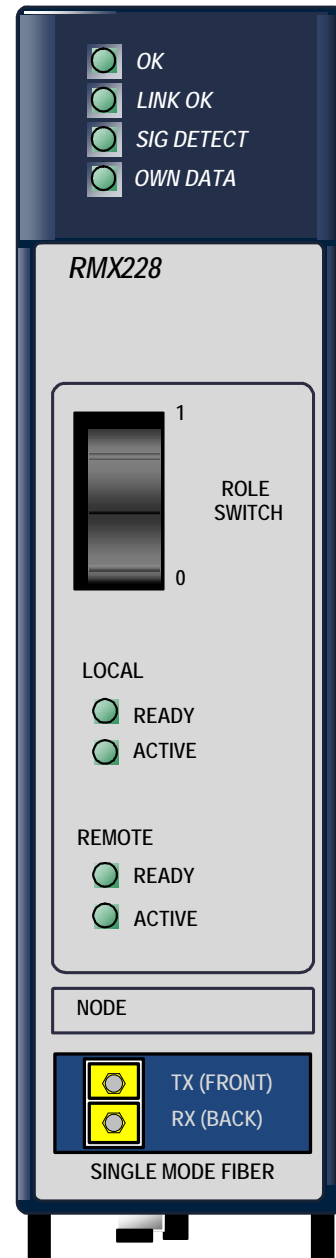 OK
LINK OK
SIG DETECT
OWN DATA
RMX228
1
ROLE
SWITCH
0
LOCAL
READY
ACTIVE
REMOTE
READY
ACTIVE
NODE
TX (FRONT)
RX (BACK)
SINGLE MODE FIBER